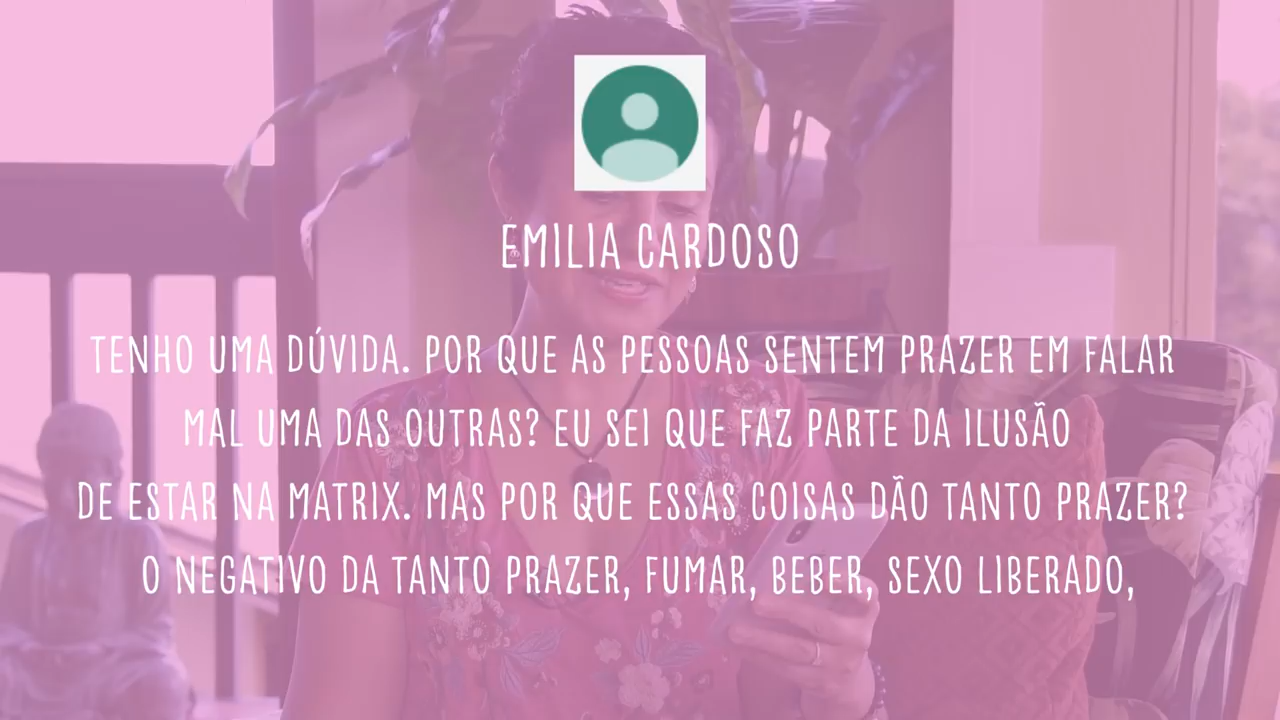 EMILIA CARDOSO
TENHO UMA DÚVIDA. POR QUE AS PESSOAS SENTEM PRAZER EM FALAR
MAL UMA DAS OUTRAS? EU SEI QUE FAZ PARTE DA ILUSÃO
DE ESTAR NA MATRIX. MAS POR QUE ESSAS COISAS DÃO TANTO PRAZER?
O NEGATIVO DA TANTO PRAZER, FUMAR, BEBER, SEXO LIBERADO,